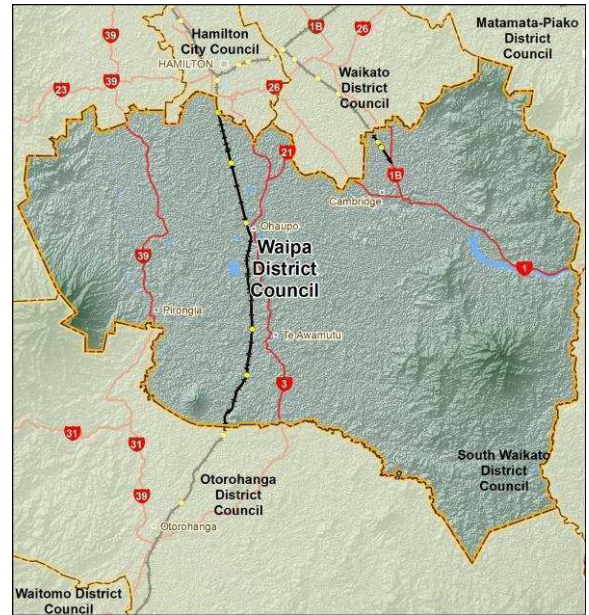 39
Hamilton
City Council
HAMILTON
1B
26
Matamata-Piako
District
Council
39
23
26
Waikato
District
Council
21
1B
Cambridge
Ohaupo
Waipa
District
Council
39
1
Pirongia
Te Awamutu
3
31
31
39
Otorohanga
District
Council
South Waikato
District
Council
Otorohanga
Waitomo District
Council